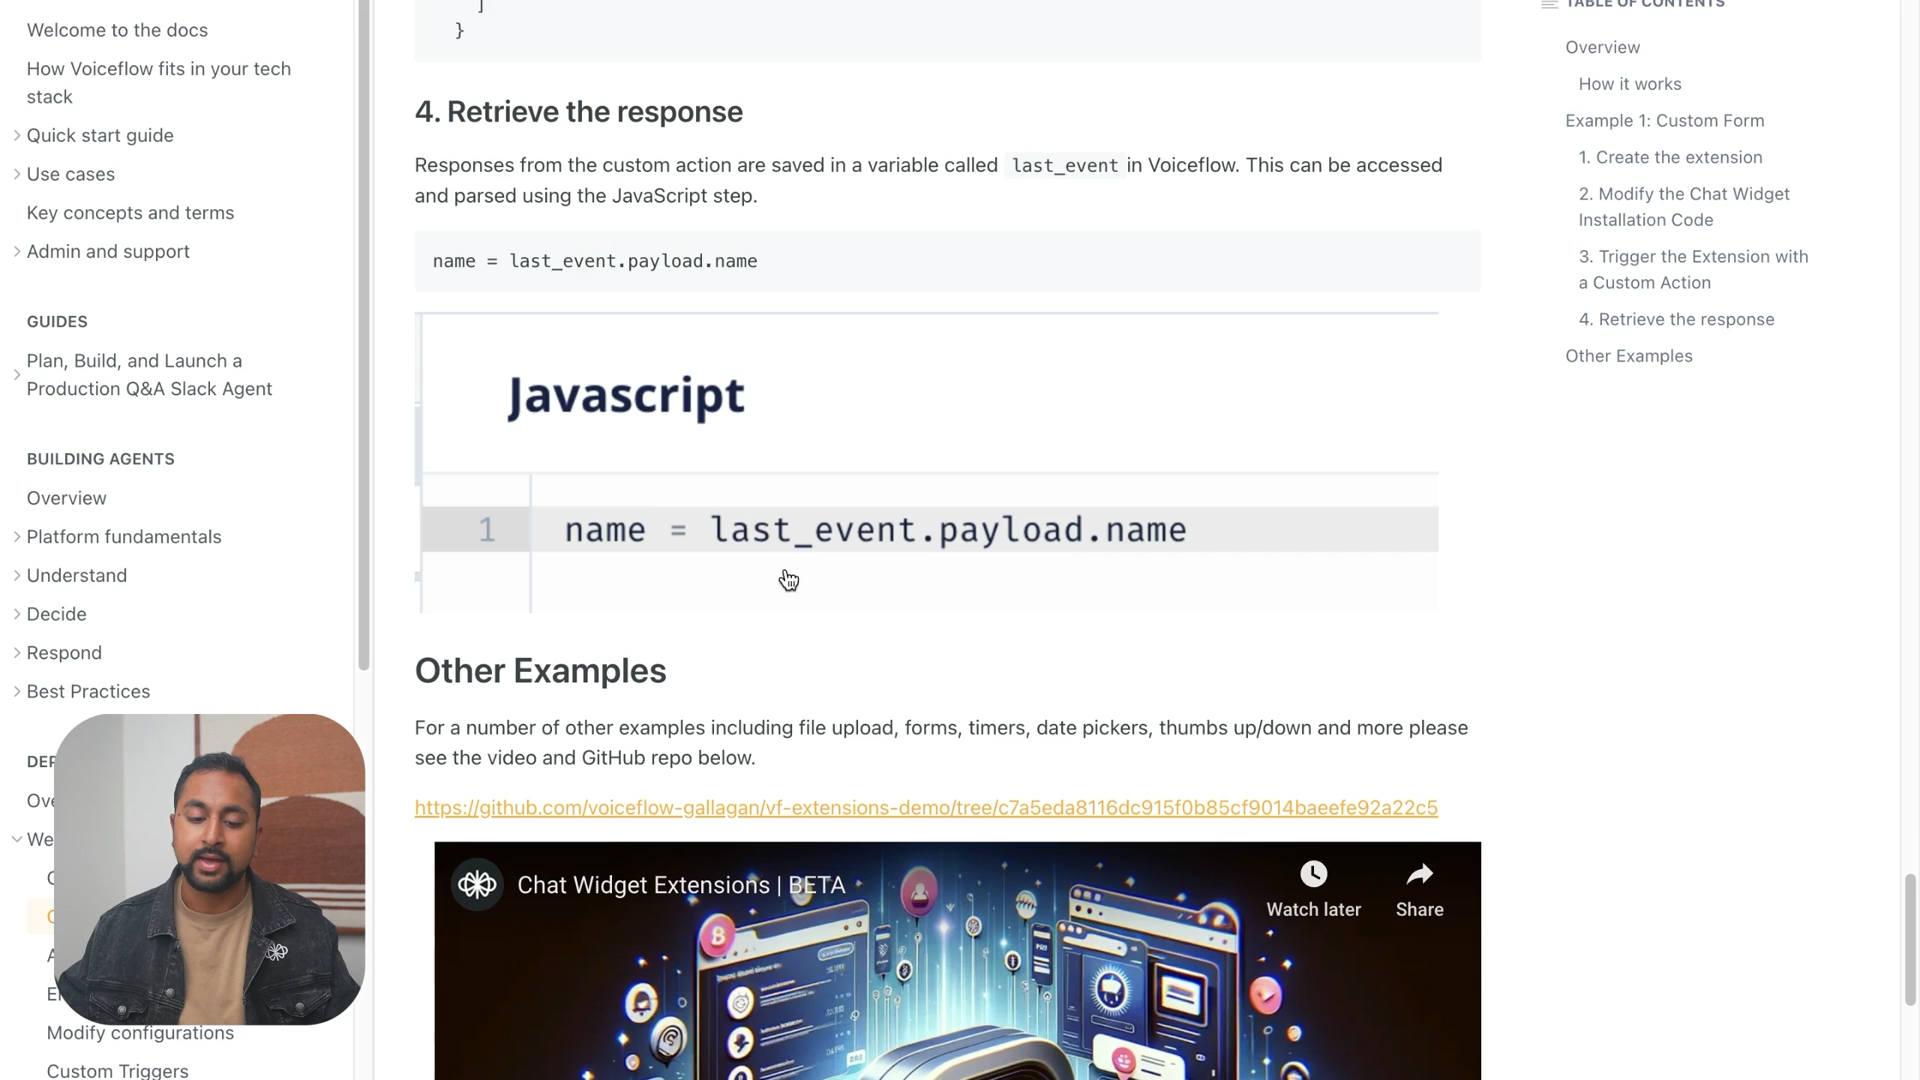 Welcome to the docs
How Voiceflow fits in your tech
stack
Quick start guide
Use cases
Key concepts and terms
Admin and support
GUIDES
Plan, Build, and Launch a
Production Q&A Slack Agent
BUILDING AGENTS
Overview
Platform fundamentals
Understand
Decide
Respond
Best Practices
Modify configurations
Custom Triggers
]
}
4. Retrieve the response
Responses from the custom action are saved in a variable called last_event in Voiceflow. This can be accessed
and parsed using the JavaScript step.
name = last_event.payload.name
Javascript
1 name = last_event.payload.name
Other Examples
For a number of other examples including file upload, forms, timers, date pickers, thumbs up/down and more please
see the video and GitHub repo below.
https://github.com/voiceflow-gallagan/vf-extensions-demo/tree/c7a5eda8116dc915f0b85cf9014baeefe92a22c5
Chat Widget Extensions | BETA
Watch later
Share
TABLE OF CONTENTS
Overview
How it works
Example 1: Custom Form
1. Create the extension
2. Modify the Chat Widget
Installation Code
3. Trigger the Extension with
a Custom Action
4. Retrieve the response
Other Examples